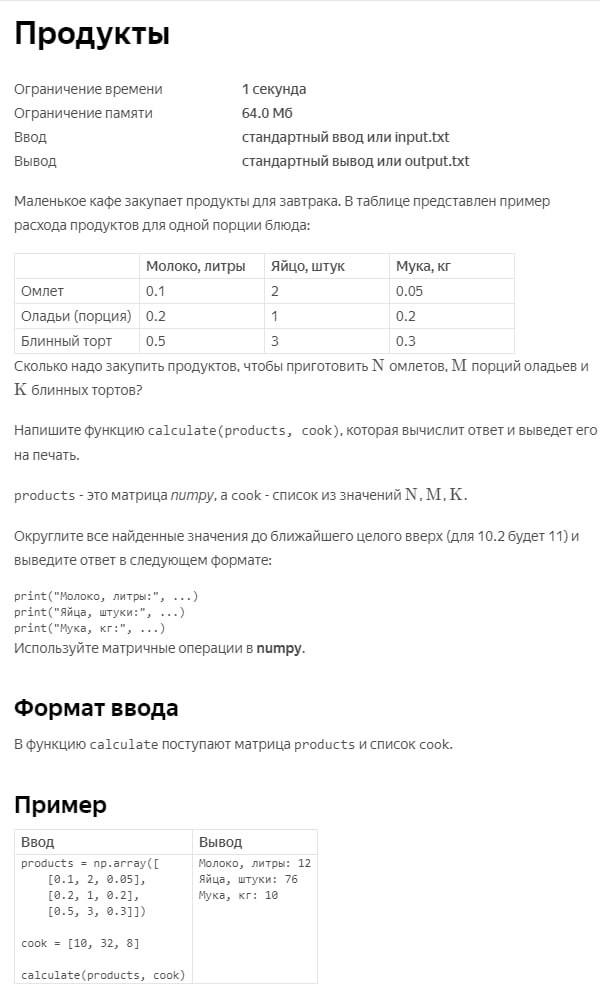 Продукты
Ограничение времени 1 секунда
Ограничение памяти 64.0 Мб
Ввод стандартный ввод или input.txt
Вывод стандартный вывод или output.txt
Маленькое кафе закупает продукты для завтрака. В таблице представлен пример
расхода продуктов для одной порции блюда:
Молоко, литры Яйцо, штук Мука, кг
Омлет 0.1 2 0.05
Оладьи (порция) 0.2 1 0.2
Блинный торт 0.5 3 0.3
Сколько надо закупить продуктов, чтобы приготовить N омлетов, M порций оладьев и
K блинных тортов?
Напишите функцию calculate(products, cook), которая вычислит ответ и выведет его
на печать.
products - это матрица numpy, а cook - список из значений N, M, K.
Округлите все найденные значения до ближайшего целого вверх (для 10.2 будет 11) и
выведите ответ в следующем формате:
print("Молоко, литры:", ...)
print("Яйца, штуки:", ...)
print("Мука, кг:", ...)
Используйте матричные операции в numpy.
Формат ввода
В функцию calculate поступают матрица products и список cook.
Пример
Ввод Вывод
products = np.array([ Молоко, литры: 12
[0.1, 2, 0.05], Яйца, штуки: 76
[0.2, 1, 0.2], Мука, кг: 10
[0.5, 3, 0.3]])
cook = [10, 32, 8]
calculate(products, cook)